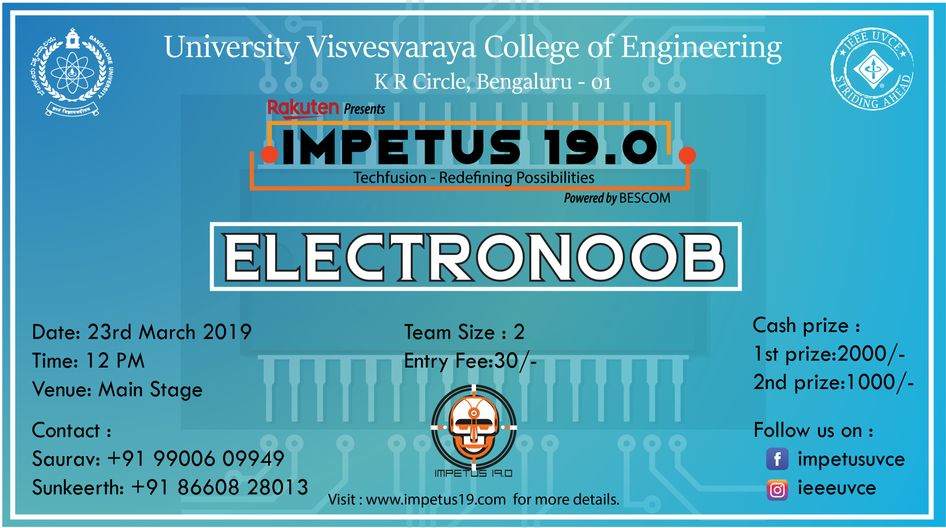 University Visvesvaraya College of Engineering
K R Circle, Bengaluru - 01
Rakuten Presents
IMPETUS 19.0
Techfusion - Redefining Possibilities
Powered by BESCOM
ELECTRONOOB
Date: 23rd March 2019
Time: 12 PM
Venue: Main Stage
Contact :
Saurav: +91 99006 09949
Sunkeerth: +91 86608 28013
Team Size : 2
Entry Fee:30/-
IMPETUS 19.0
Visit : www.impetus19.com for more details.
Cash prize :
1st prize:2000/-
2nd prize:1000/-
Follow us on :
impetusuvce
ieeeuvce
BANGALORE UNIVERSITY
IEEE UVCE
STRIDING AHEAD